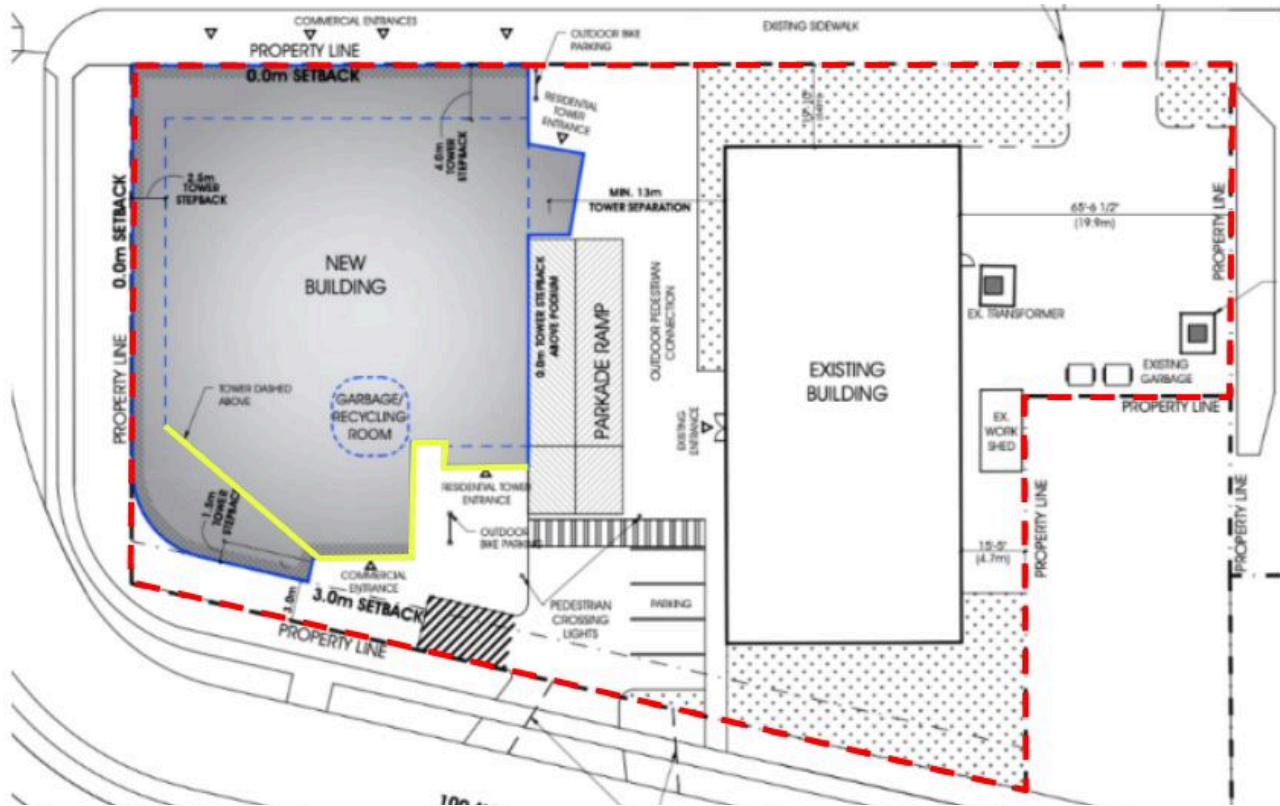 COMMERCIAL ENTRANCES
EXISTING SIDEWALK
OUTDOOR BIKE
PARKING
PROPERTY LINE
0.0m SETBACK
RESIDENTIAL
TOWER
ENTRANCE
4.0m
TOWER
STEPBACK
2.5m
TOWER
STEPBACK
MIN. 13m
TOWER SEPARATION
65'-6 1/2"
(19.9m)
PROPERTY LINE
0.0m SETBACK
NEW
BUILDING
0.0m TOWER STEPBACK
ABOVE PODIUM
PARKADE RAMP
OUTDOOR PEDESTRIAN
CONNECTION
EX. TRANSFORMER
EXISTING
BUILDING
EXISTING
GARBAGE
PROPERTY LINE
PROPERTY LINE
TOWER DASHED
ABOVE
GARBAGE/
RECYCLING
ROOM
EXISTING
ENTRANCE
EX.
WORK
SHED
RESIDENTIAL TOWER
ENTRANCE
1.5m
TOWER
STEPBACK
OUTDOOR
BIKE PARKING
PROPERTY LINE
PROPERTY LINE
15'-5"
(4.7m)
COMMERCIAL
ENTRANCE
3.0m
3.0m SETBACK
PEDESTRIAN
CROSSING
LIGHTS
PARKING
PROPERTY LINE